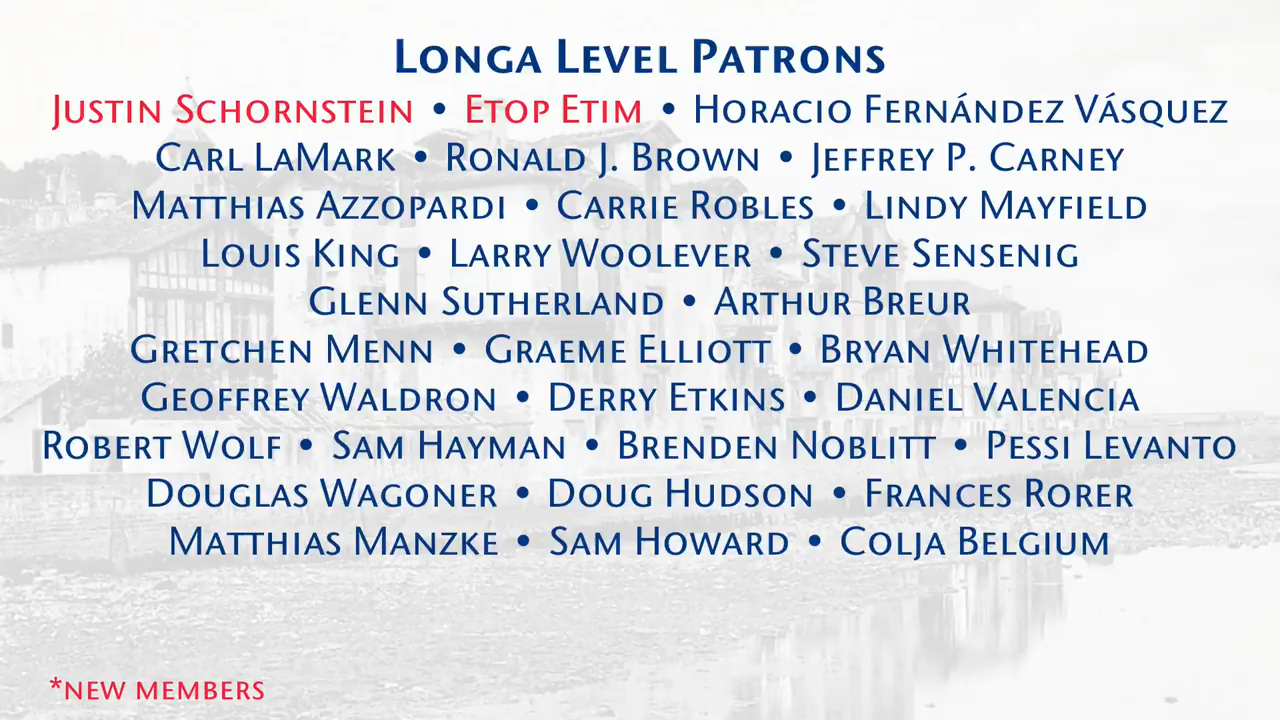 Longa Level Patrons
Justin Schornstein • Etop Etim • Horacio Fernández Vásquez
Carl LaMark • Ronald J. Brown • Jeffrey P. Carney
Matthias Azzopardi • Carrie Robles • Lindy Mayfield
Louis King • Larry Woolever • Steve Sensenig
Glenn Sutherland • Arthur Breur
Gretchen Menn • Graeme Elliott • Bryan Whitehead
Geoffrey Waldron • Derry Etkins • Daniel Valencia
Robert Wolf • Sam Hayman • Brenden Noblitt • Pessi Levanto
Douglas Wagoner • Doug Hudson • Frances Rorer
Matthias Manzke • Sam Howard • Colja Belgium
*new members